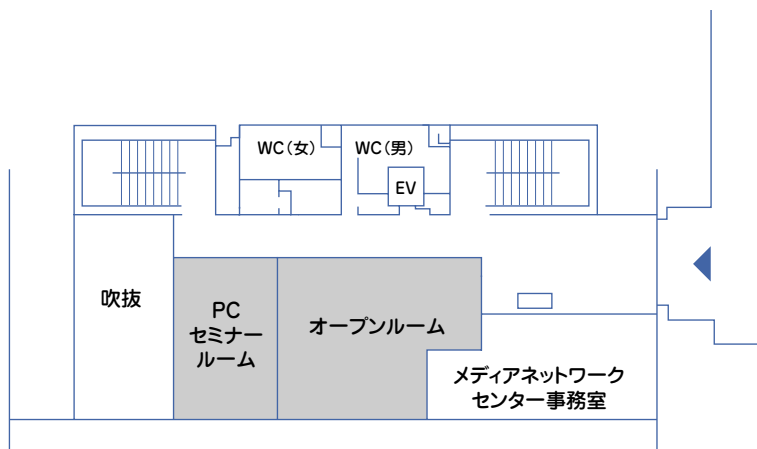 WC(女)
WC(男)
EV
吹抜
PC
セミナー
ルーム
オープンルーム
メディアネットワーク
センター事務室